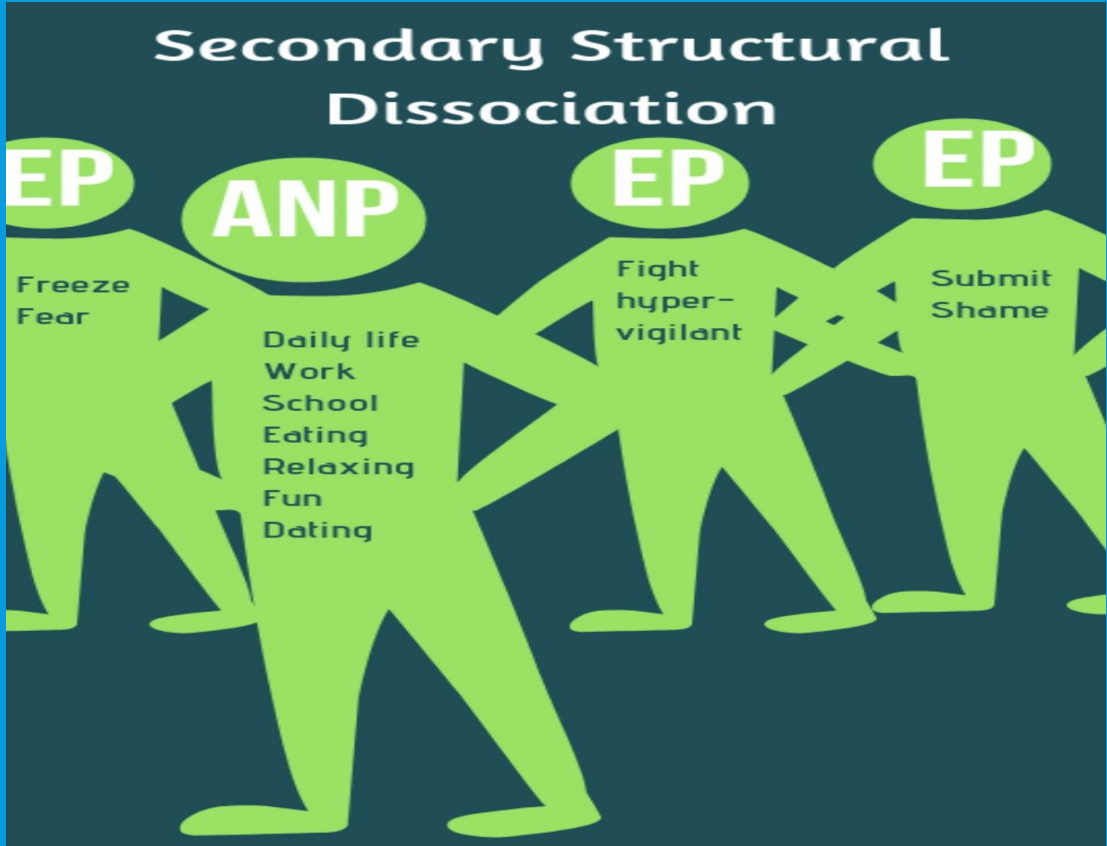 Secondary Structural
Dissociation
EP
Freeze
Fear
ANP
Daily life
Work
School
Eating
Relaxing
Fun
Dating
EP
Fight
hyper-
vigilant
EP
Submit
Shame